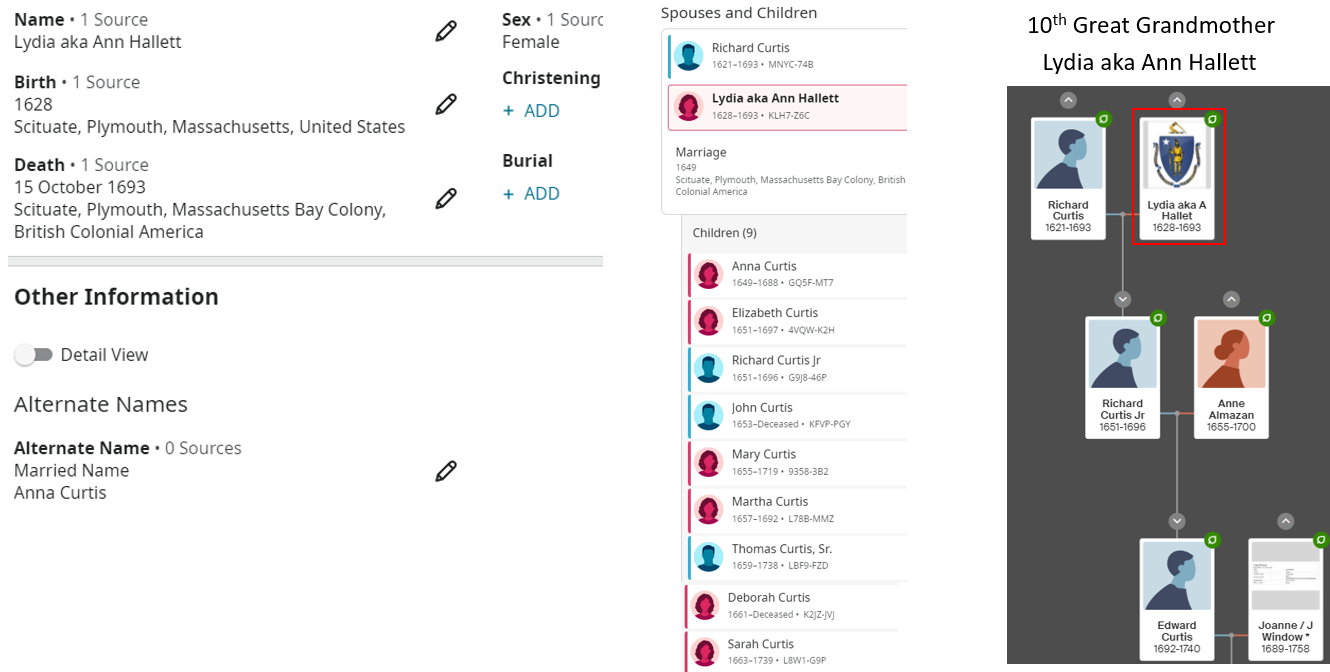 Name • 1 Source
Lydia aka Ann Hallett
Birth • 1 Source
1628
Scituate, Plymouth, Massachusetts, United States
Death • 1 Source
15 October 1693
Scituate, Plymouth, Massachusetts Bay Colony,
British Colonial America
Sex • 1 Sourc
Female
Christening
+ ADD
Burial
+ ADD
Other Information
Detail View
Alternate Names
Alternate Name • 0 Sources
Married Name
Anna Curtis
Spouses and Children
Richard Curtis
1621–1693 • MNYC-74B
Lydia aka Ann Hallett
1628–1693 • KLH7-Z6C
Marriage
1649
Scituate, Plymouth, Massachusetts Bay Colony, British
Colonial America
Children (9)
Anna Curtis
1649–1688 • GQ5F-MT7
Elizabeth Curtis
1651–1697 • 4VQW-K2H
Richard Curtis Jr
1651–1696 • G9J8-46P
John Curtis
1653–Deceased • KFVP-PGY
Mary Curtis
1655–1719 • 9358-3B2
Martha Curtis
1657–1692 • L78B-MMZ
Thomas Curtis, Sr.
1659–1738 • LBF9-FZD
Deborah Curtis
1661–Deceased • K2JZ-JVJ
Sarah Curtis
1663–1739 • L8W1-G9P
10th Great Grandmother
Lydia aka Ann Hallett
Richard
Curtis
1621-1693
Lydia aka A
Hallet
1628-1693
Richard
Curtis Jr
1651-1696
Anne
Almazan
1655-1700
Edward
Curtis
1692-1740
Joanne / J
Window *
1689-1758